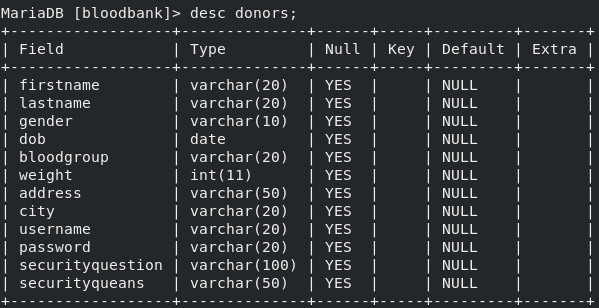 MariaDB [bloodbank]> desc donors;
+------------------+--------------+------+-----+---------+-------+
| Field            | Type         | Null | Key | Default | Extra |
+------------------+--------------+------+-----+---------+-------+
| firstname        | varchar(20)  | YES  |     | NULL    |       |
| lastname         | varchar(20)  | YES  |     | NULL    |       |
| gender           | varchar(10)  | YES  |     | NULL    |       |
| dob              | date         | YES  |     | NULL    |       |
| bloodgroup       | varchar(20)  | YES  |     | NULL    |       |
| weight           | int(11)      | YES  |     | NULL    |       |
| address          | varchar(50)  | YES  |     | NULL    |       |
| city             | varchar(20)  | YES  |     | NULL    |       |
| username         | varchar(20)  | YES  |     | NULL    |       |
| password         | varchar(20)  | YES  |     | NULL    |       |
| securityquestion | varchar(100) | YES  |     | NULL    |       |
| securityqueans   | varchar(50)  | YES  |     | NULL    |       |
+------------------+--------------+------+-----+---------+-------+